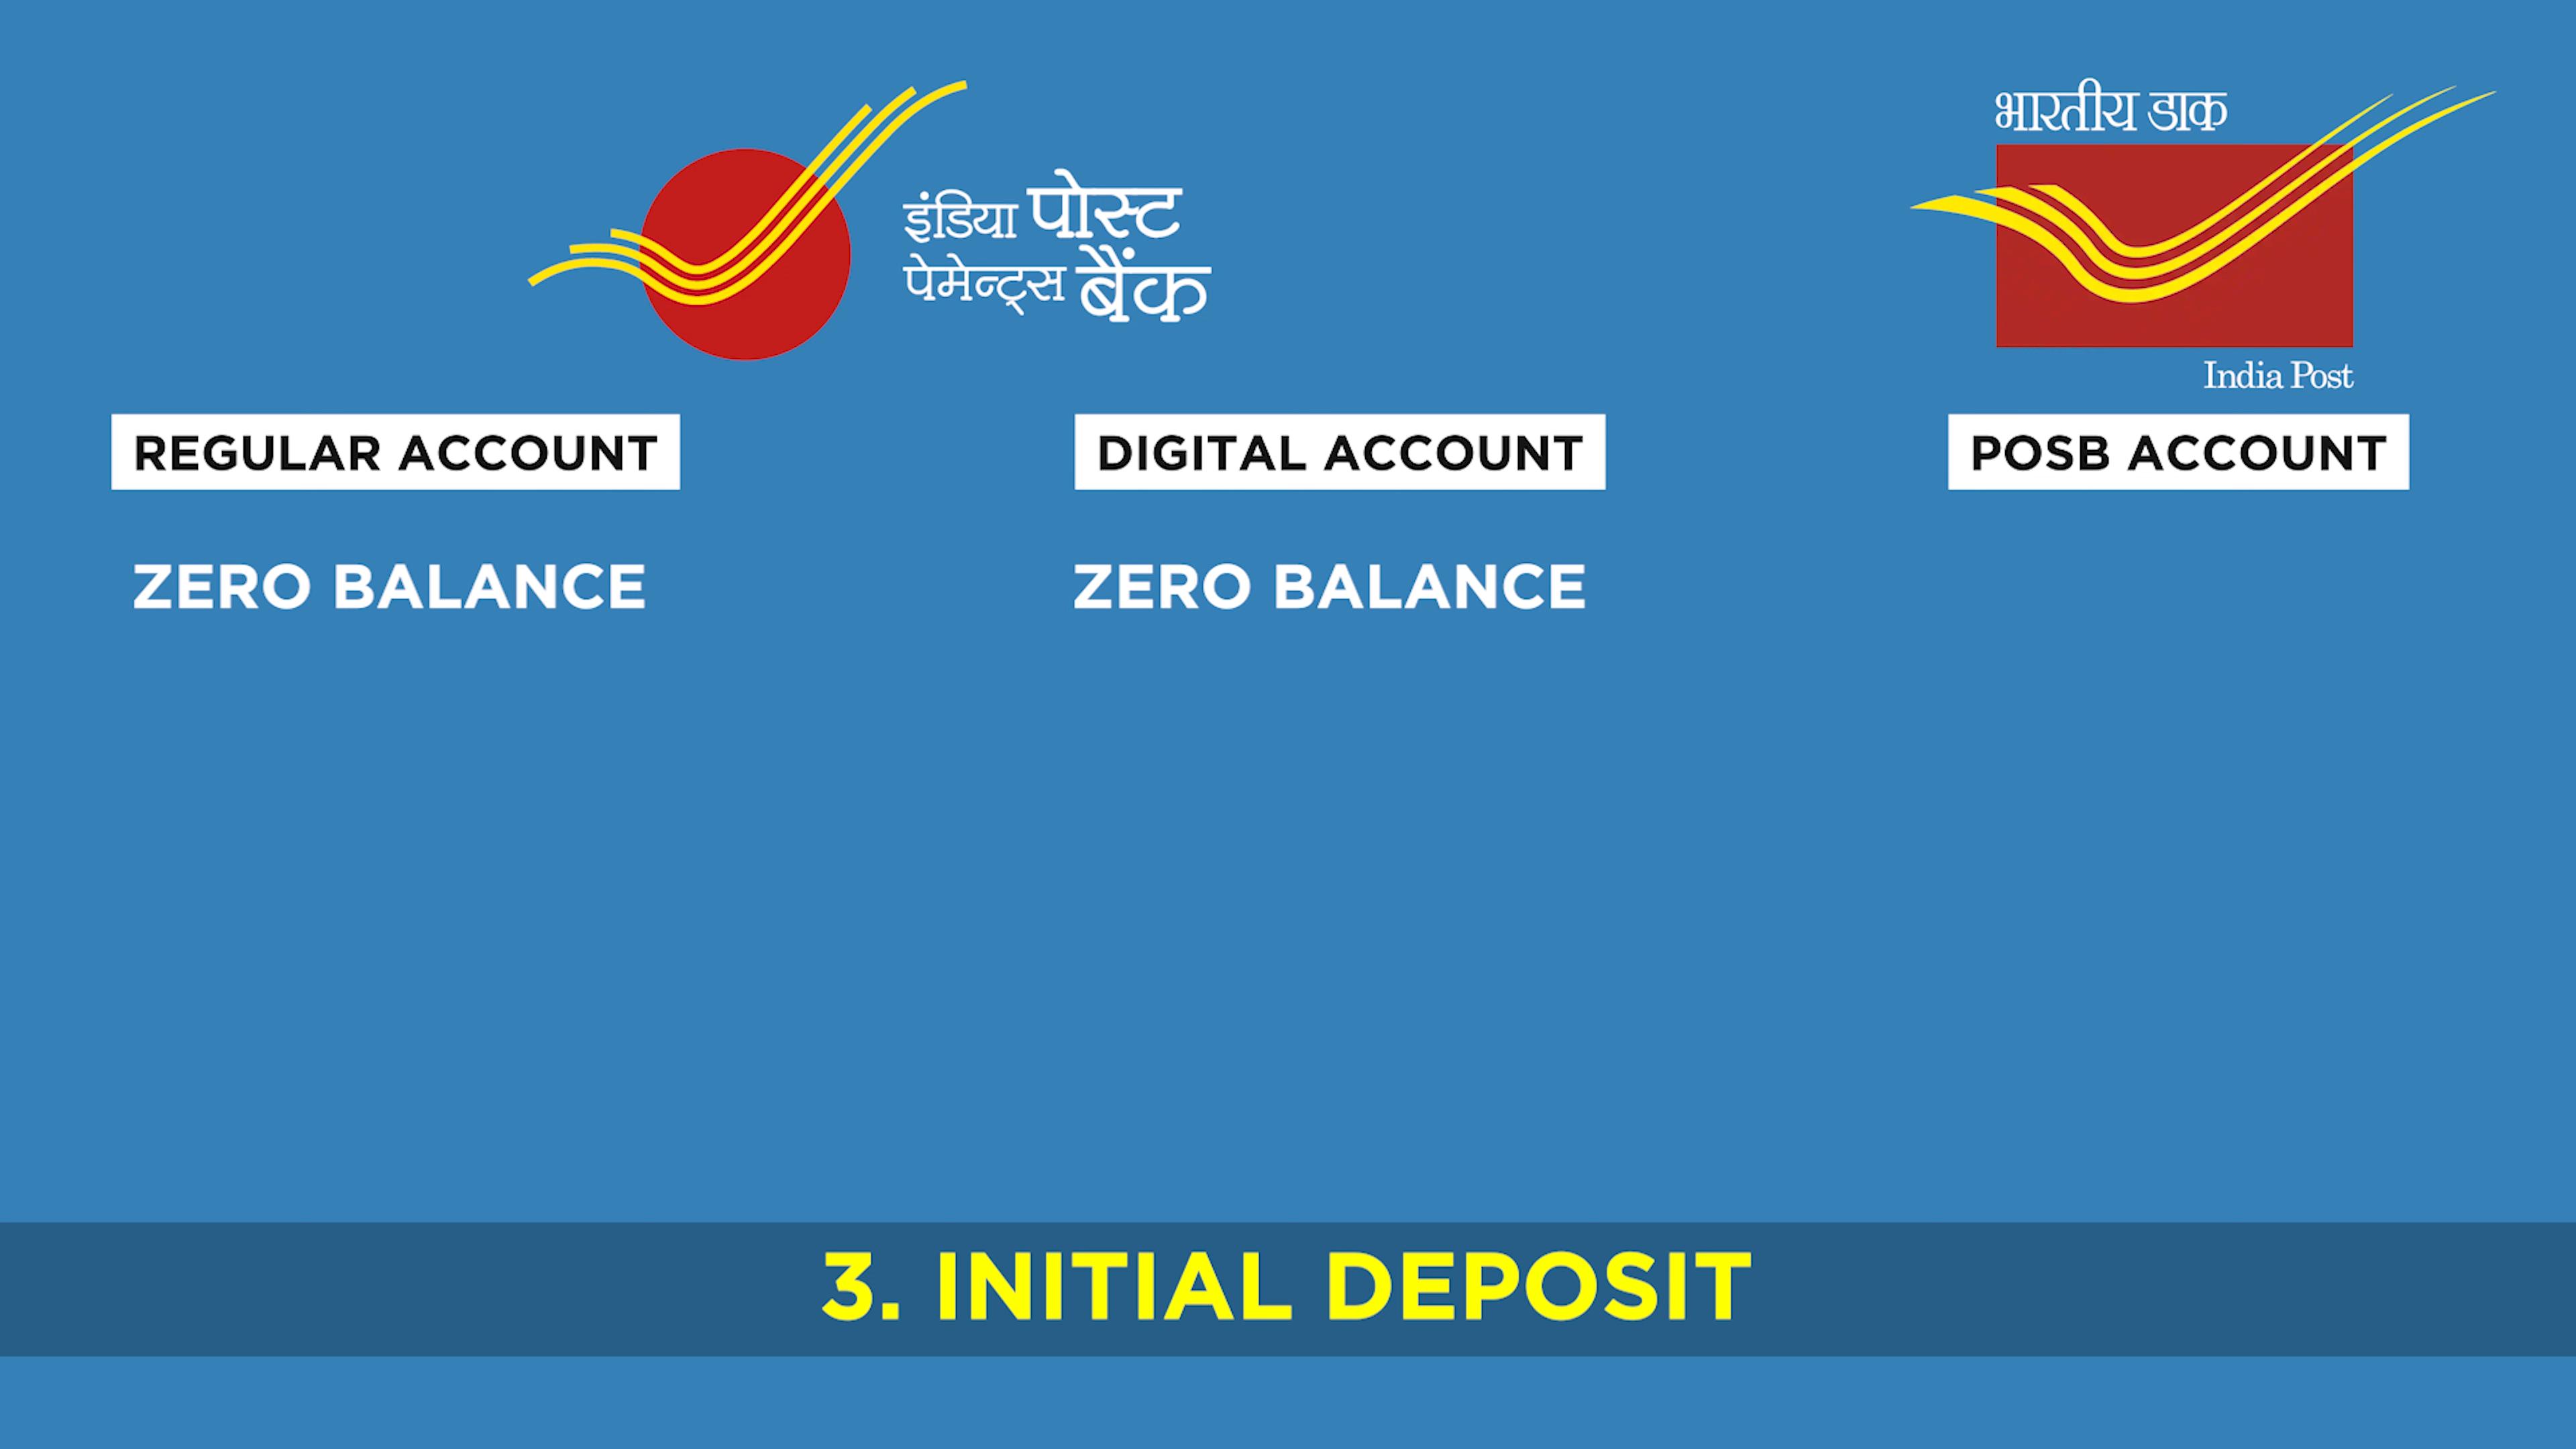 इंडिया पोस्ट
पेमेन्ट्स बैंक
भारतीय डाक
India Post
REGULAR ACCOUNT
DIGITAL ACCOUNT
POSB ACCOUNT
ZERO BALANCE
ZERO BALANCE
3. INITIAL DEPOSIT